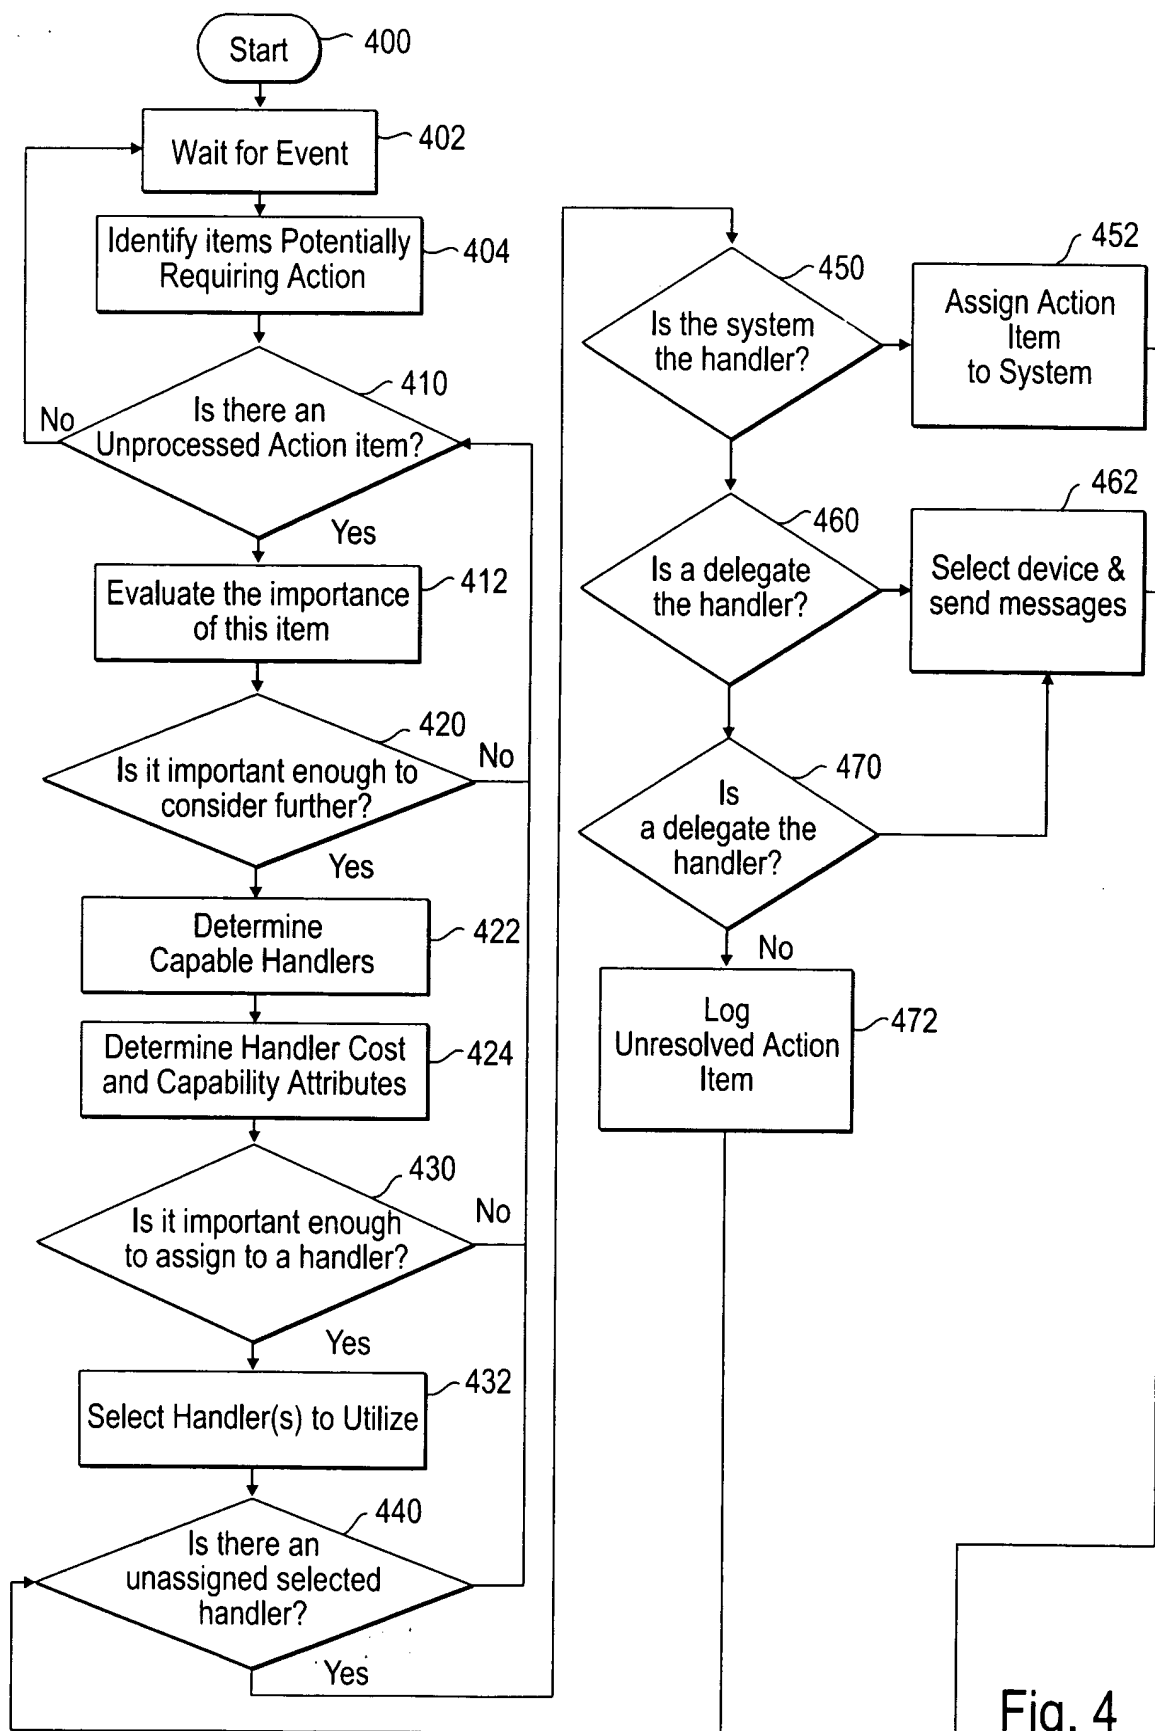 Start
400
Wait for Event
402
Identify items Potentially
Requiring Action
404
Is there an
Unprocessed Action item?
410
No
Yes
Evaluate the importance
of this item
412
Is it important enough to
consider further?
420
No
Yes
Determine
Capable Handlers
422
Determine Handler Cost
and Capability Attributes
424
Is it important enough
to assign to a handler?
430
No
Yes
Select Handler(s) to Utilize
432
Is there an
unassigned selected
handler?
440
Yes
Is the system
the handler?
450
Assign Action
Item
to System
452
Is a delegate
the handler?
460
Select device &
send messages
462
Is
a delegate the
handler?
470
No
Log
Unresolved Action
Item
472
Fig. 4